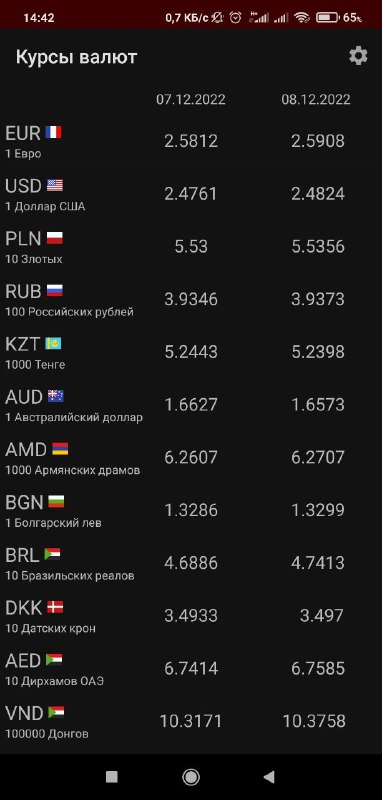 14:42 0,7 КБ/с 65%
Курсы валют
07.12.2022 08.12.2022
EUR
1 Евро 2.5812 2.5908
USD
1 Доллар США 2.4761 2.4824
PLN
10 Злотых 5.53 5.5356
RUB
100 Российских рублей 3.9346 3.9373
KZT
1000 Тенге 5.2443 5.2398
AUD
1 Австралийский доллар 1.6627 1.6573
AMD
1000 Армянских драмов 6.2607 6.2707
BGN
1 Болгарский лев 1.3286 1.3299
BRL
10 Бразильских реалов 4.6886 4.7413
DKK
10 Датских крон 3.4933 3.497
AED
10 Дирхамов ОАЭ 6.7414 6.7585
VND
100000 Донгов 10.3171 10.3758